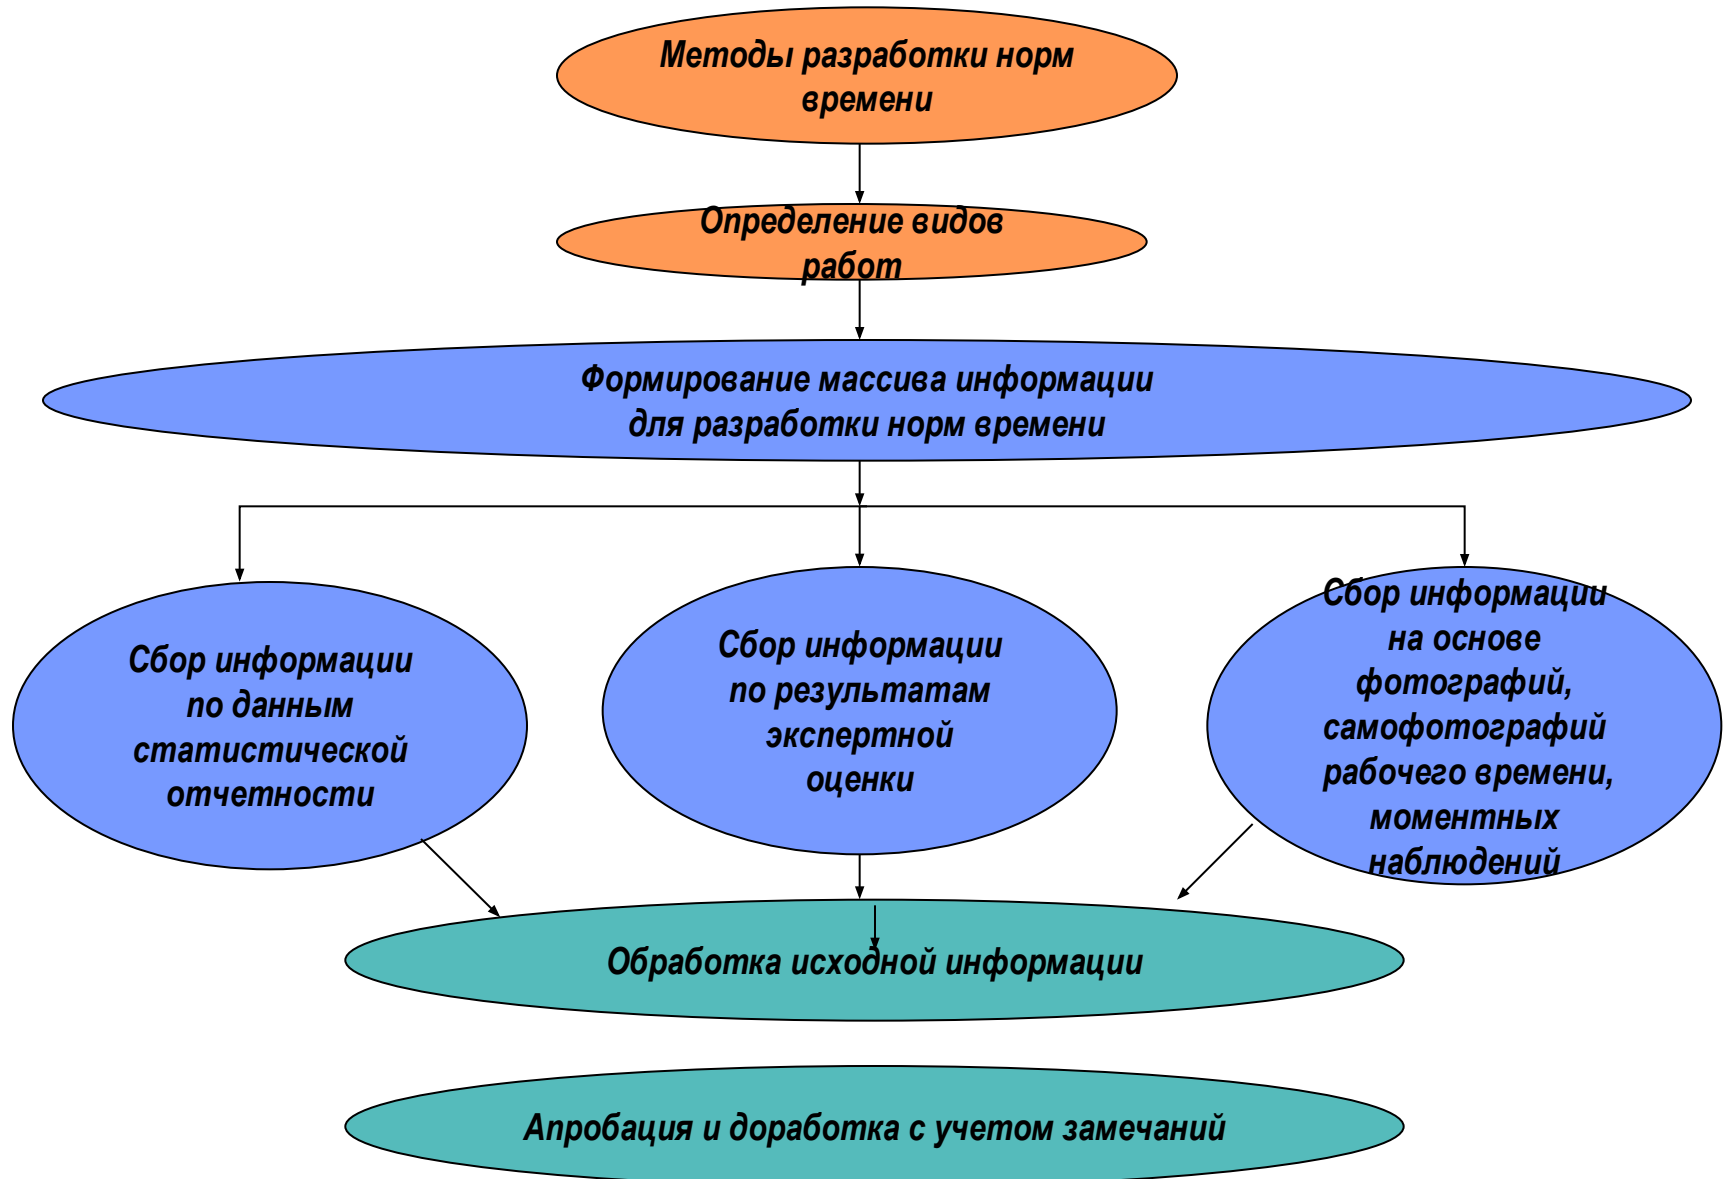 Методы разработки норм
времени
Определение видов
работ
Формирование массива информации
для разработки норм времени
Сбор информации
по данным
статистической
отчетности
Сбор информации
по результатам
экспертной
оценки
Сбор информации
на основе
фотографий,
самофотографий
рабочего времени,
моментных
наблюдений
Обработка исходной информации
Апробация и доработка с учетом замечаний